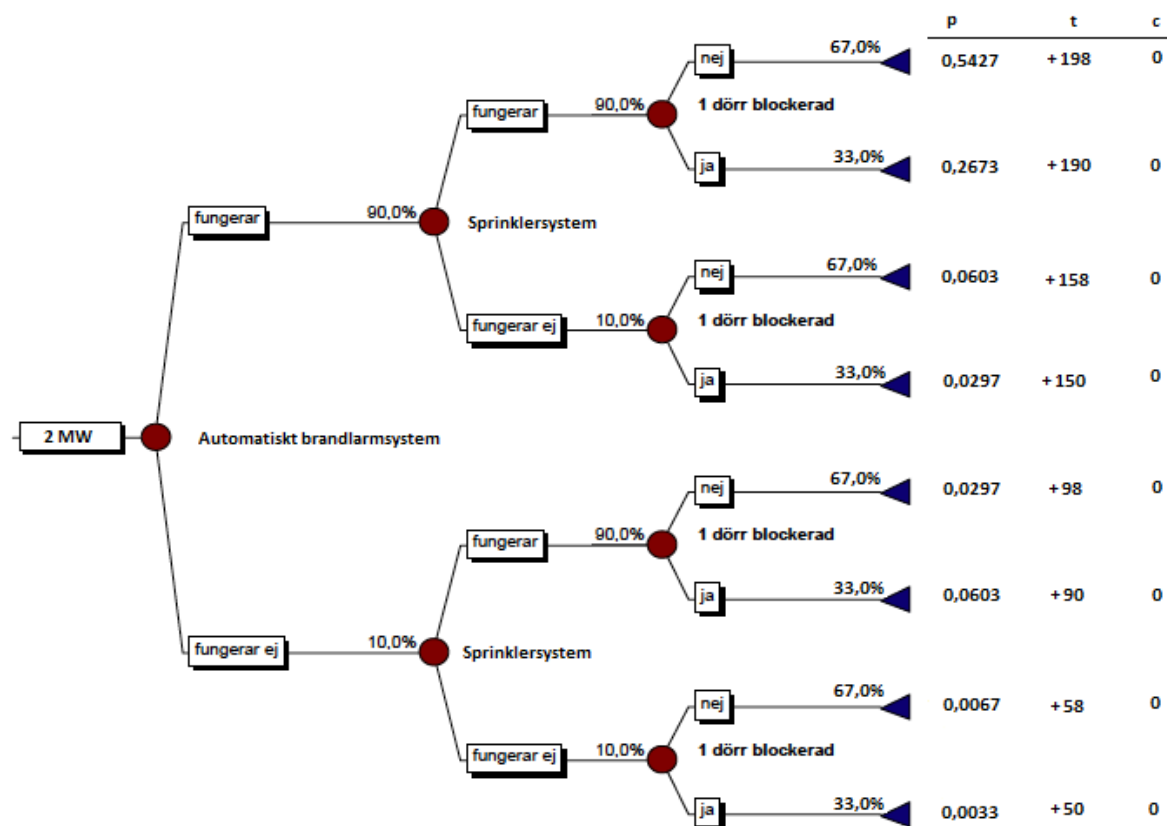 p t c
nej 67,0% 0,5427 +198 0
fungerar 90,0% 1 dörr blockerad
ja 33,0% 0,2673 +190 0
fungerar 90,0% Sprinklersystem
nej 67,0% 0,0603 +158 0
fungerar ej 10,0% 1 dörr blockerad
ja 33,0% 0,0297 +150 0
2 MW Automatiskt brandlarmsystem
nej 67,0% 0,0297 +98 0
fungerar 90,0% 1 dörr blockerad
ja 33,0% 0,0603 +90 0
fungerar ej 10,0% Sprinklersystem
nej 67,0% 0,0067 +58 0
fungerar ej 10,0% 1 dörr blockerad
ja 33,0% 0,0033 +50 0